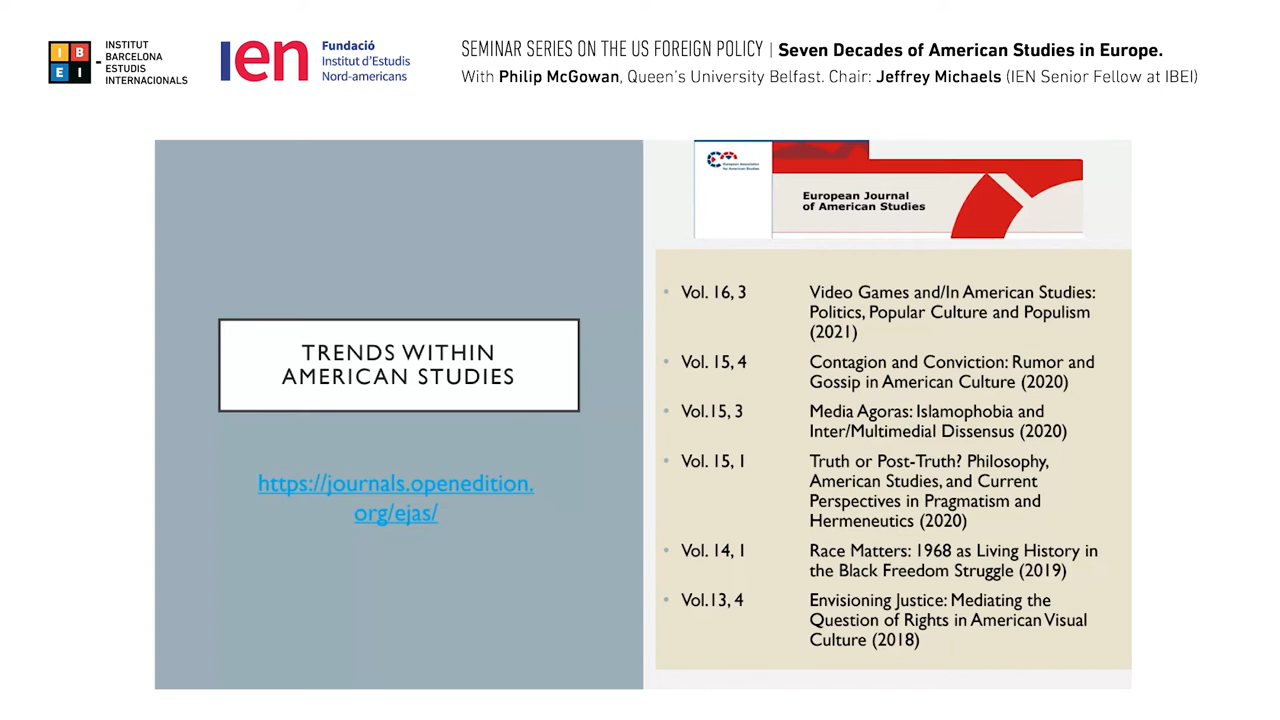 INSTITUT
BARCELONA
ESTUDIS
INTERNACIONALS
IB
EI
ien
Fundació
Institut d'Estudis
Nord-americans
SEMINAR SERIES ON THE US FOREIGN POLICY | Seven Decades of American Studies in Europe.
With Philip McGowan, Queen's University Belfast. Chair: Jeffrey Michaels (IEN Senior Fellow at IBEI)
TRENDS WITHIN
AMERICAN STUDIES
https://journals.openedition.
org/ejas/
European Association
for American Studies
European Journal
of American Studies
• Vol. 16, 3 Video Games and/In American Studies:
Politics, Popular Culture and Populism
(2021)
• Vol. 15, 4 Contagion and Conviction: Rumor and
Gossip in American Culture (2020)
• Vol.15, 3 Media Agoras: Islamophobia and
Inter/Multimedial Dissensus (2020)
• Vol. 15, 1 Truth or Post-Truth? Philosophy,
American Studies, and Current
Perspectives in Pragmatism and
Hermeneutics (2020)
• Vol. 14, 1 Race Matters: 1968 as Living History in
the Black Freedom Struggle (2019)
• Vol.13, 4 Envisioning Justice: Mediating the
Question of Rights in American Visual
Culture (2018)